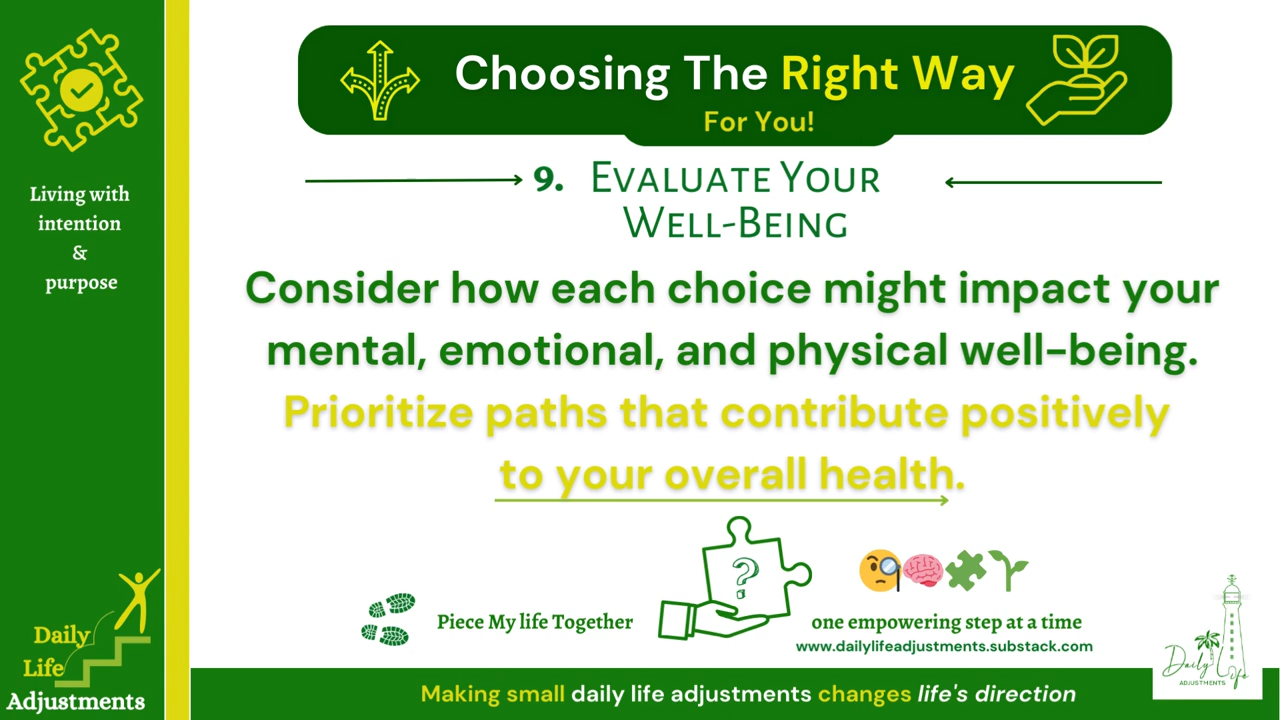 Choosing The Right Way
For You!
9. Evaluate Your
Well-Being
Living with
intention
&
purpose
Consider how each choice might impact your
mental, emotional, and physical well-being.
Prioritize paths that contribute positively
to your overall health.
?
Piece My life Together
one empowering step at a time
www.dailylifeadjustments.substack.com
Daily
Life
Adjustments
Making small daily life adjustments changes life's direction
Daily Life
ADJUSTMENTS